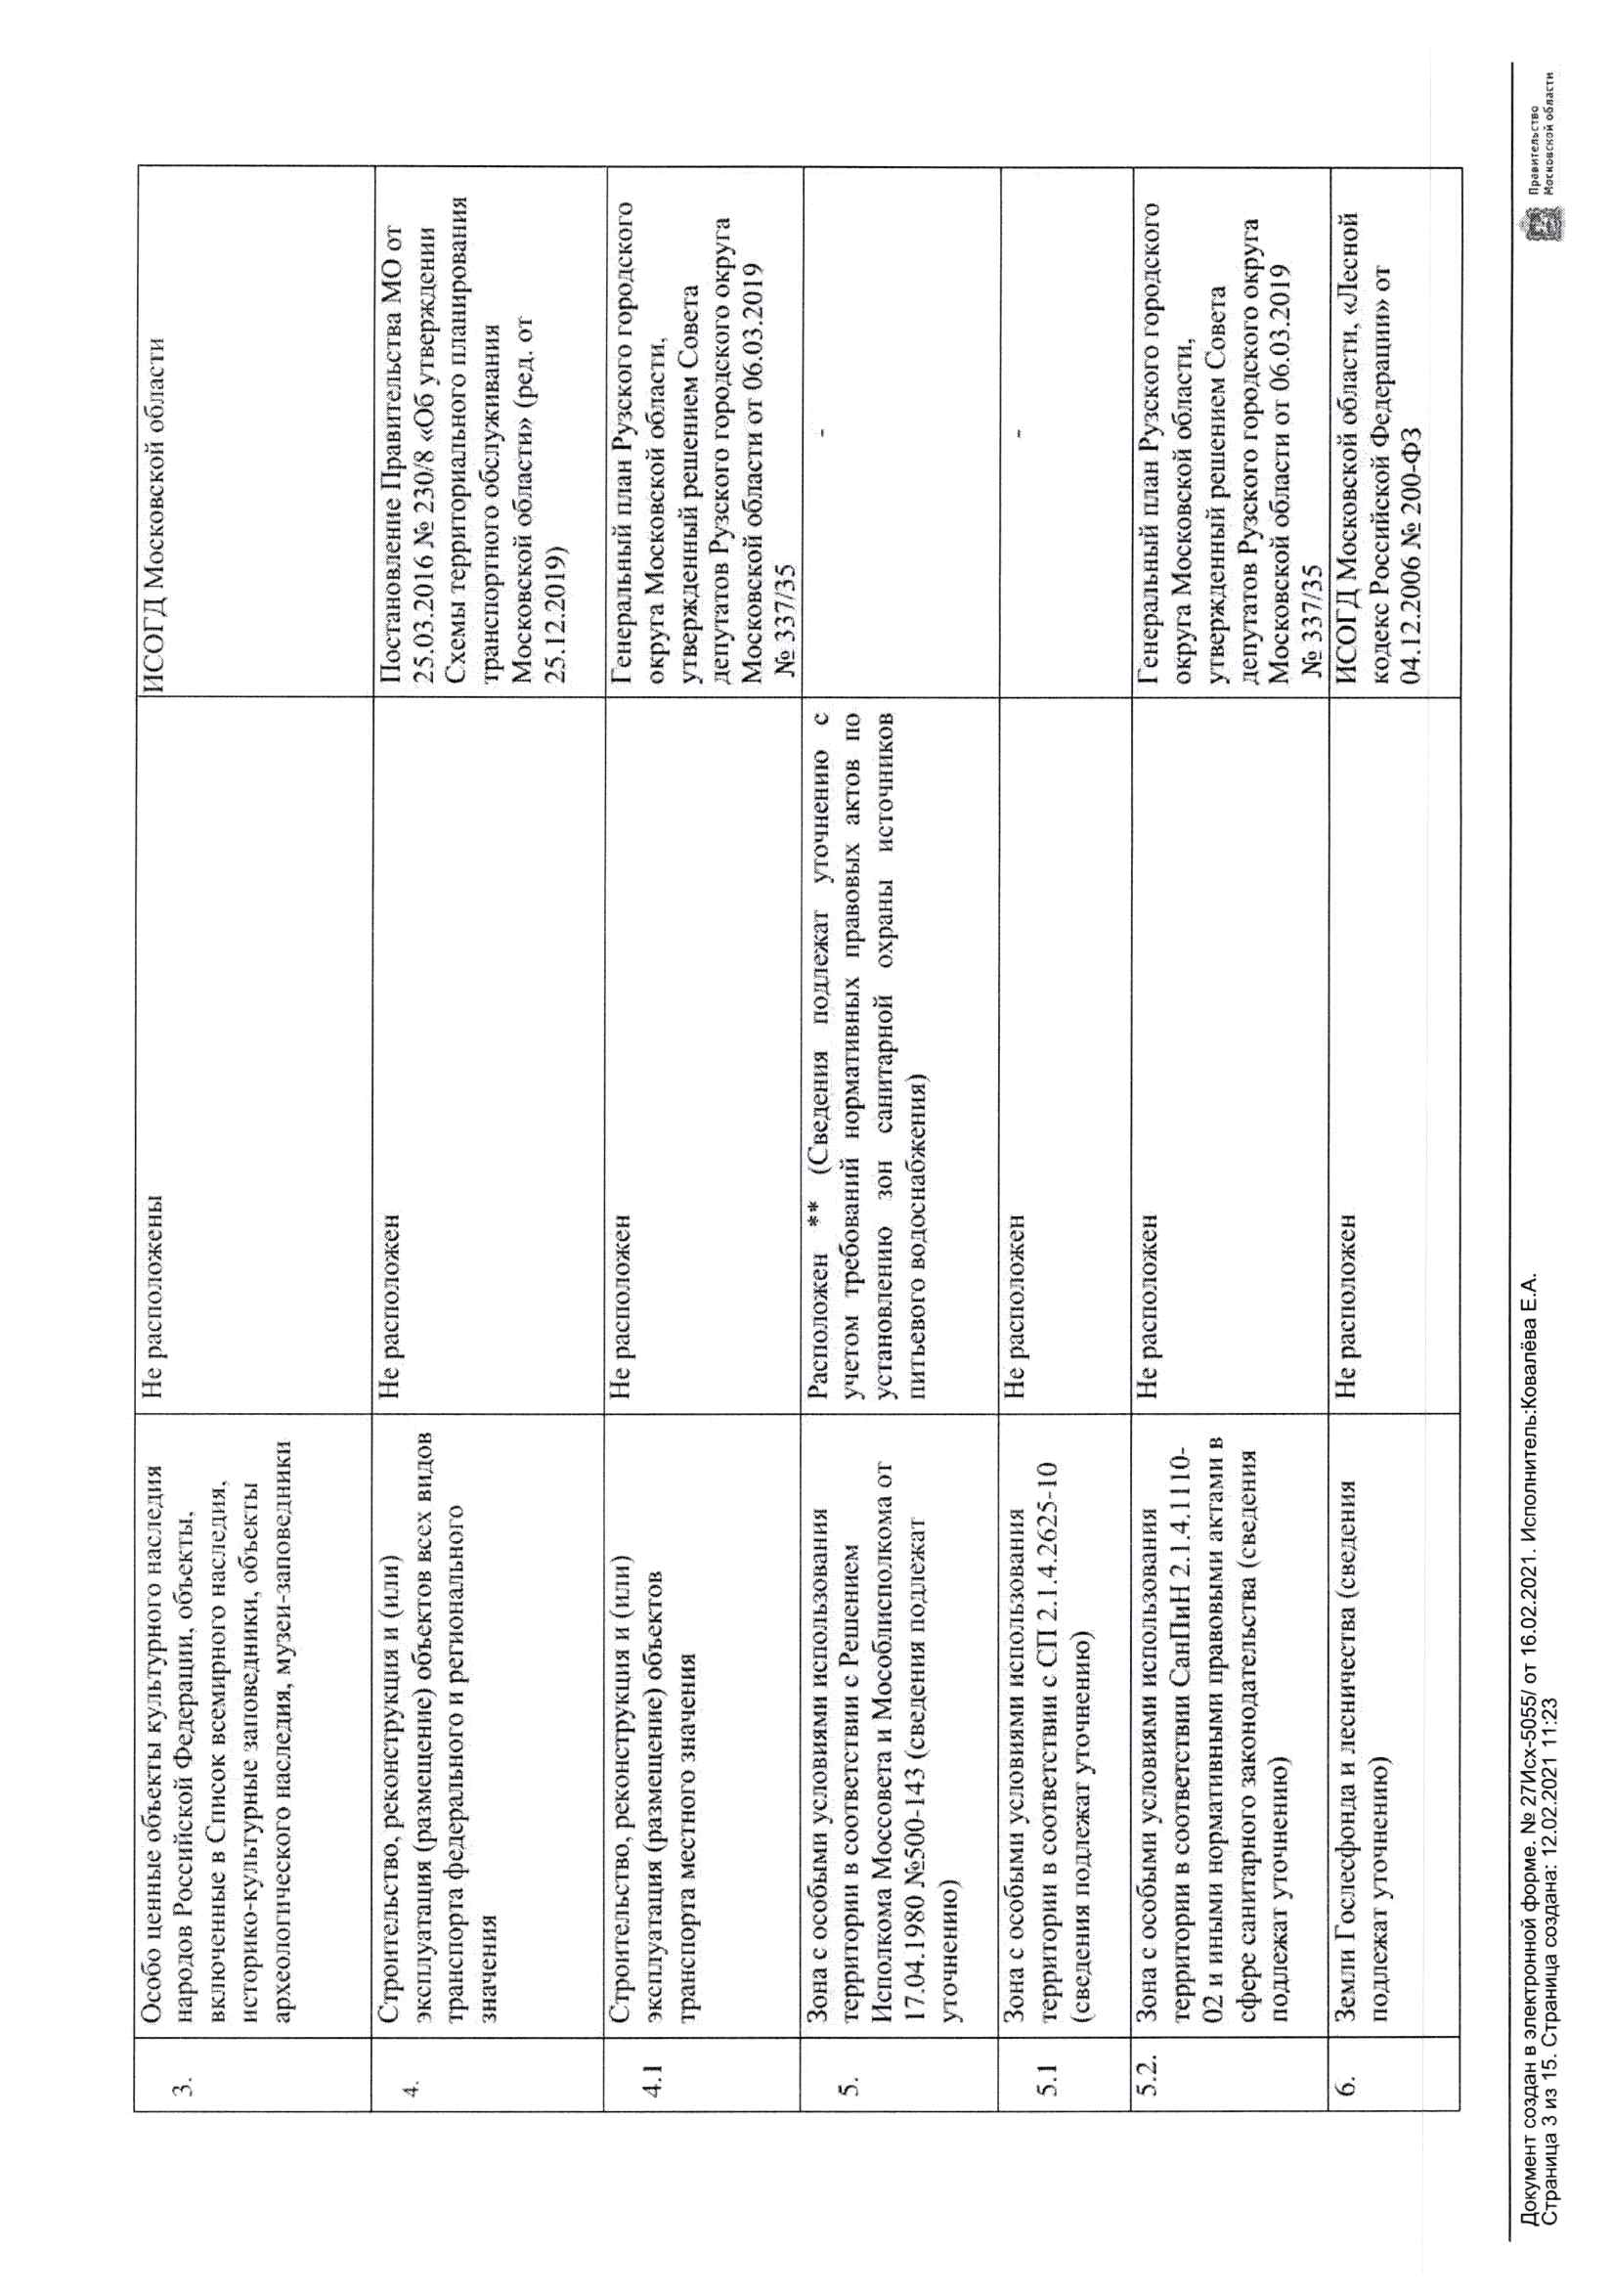 3.
Особо ценные объекты культурного наследия
народов Российской Федерации, объекты,
включенные в Список всемирного наследия,
историко-культурные заповедники, объекты
археологического наследия, музеи-заповедники
Не расположены
ИСОГД Московской области
4.
Строительство, реконструкция и (или)
эксплуатация (размещение) объектов всех видов
транспорта федерального и регионального
значения
Не расположен
Постановление Правительства МО от
25.03.2016 № 230/8 «Об утверждении
Схемы территориального планирования
транспортного обслуживания
Московской области» (ред. от
25.12.2019)
4.1
Строительство, реконструкция и (или)
эксплуатация (размещение) объектов
транспорта местного значения
Не расположен
Генеральный план Рузского городского
округа Московской области,
утвержденный решением Совета
депутатов Рузского городского округа
Московской области от 06.03.2019
№ 337/35
5.
Зона с особыми условиями использования
территории в соответствии с Решением
Исполкома Моссовета и Мособлисполкома от
17.04.1980 №500-143 (сведения подлежат
уточнению)
Расположен ** (Сведения подлежат уточнению с
учетом требований нормативных правовых актов по
установлению зон санитарной охраны источников
питьевого водоснабжения)
-
5.1
Зона с особыми условиями использования
территории в соответствии с СП 2.1.4.2625-10
(сведения подлежат уточнению)
Не расположен
-
5.2.
Зона с особыми условиями использования
территории в соответствии СанПиН 2.1.4.1110-
02 и иными нормативными правовыми актами в
сфере санитарного законодательства (сведения
подлежат уточнению)
Не расположен
Генеральный план Рузского городского
округа Московской области,
утвержденный решением Совета
депутатов Рузского городского округа
Московской области от 06.03.2019
№ 337/35
6.
Земли Гослесфонда и лесничества (сведения
подлежат уточнению)
Не расположен
ИСОГД Московской области, «Лесной
кодекс Российской Федерации» от
04.12.2006 № 200-ФЗ
Документ создан в электронной форме. № 27Исх-5055/ от 16.02.2021. Исполнитель:Ковалёва Е.А.
Страница 3 из 15. Страница создана: 12.02.2021 11:23
Правительство
Московской области